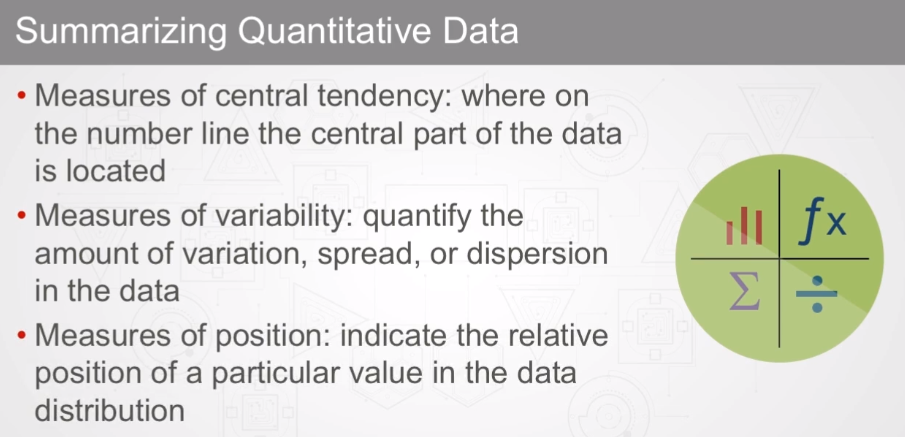 Summarizing Quantitative Data
• Measures of central tendency: where on
the number line the central part of the data
is located
• Measures of variability: quantify the
amount of variation, spread, or dispersion
in the data
• Measures of position: indicate the relative
position of a particular value in the data
distribution
fx
Σ ÷